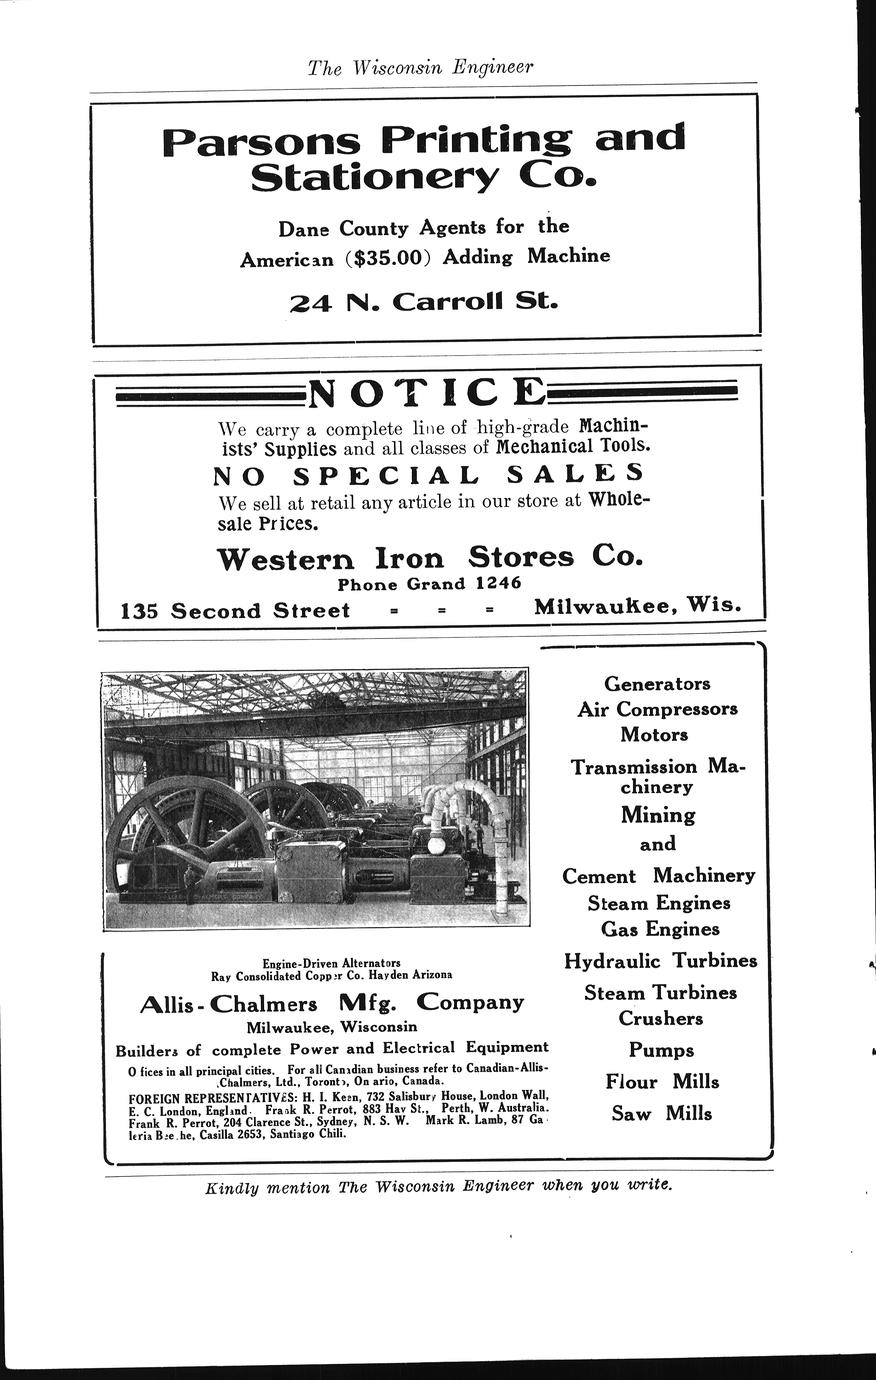 The Wisconsin Engineer
Parsons Printing and
Stationery Co.
Dane County Agents for the
American ($35.00) Adding Machine
24 N. Carroll St.
NOTICE
We carry a complete line of high-grade Machin-
ists' Supplies and all classes of Mechanical Tools.
NO SPECIAL SALES
We sell at retail any article in our store at Whole-
sale Prices.
Western Iron Stores Co.
Phone Grand 1246
135 Second Street = = = Milwaukee, Wis.
Engine-Driven Alternators
Ray Consolidated Copper Co. Hayden Arizona
Allis-Chalmers Mfg. Company
Milwaukee, Wisconsin
Builders of complete Power and Electrical Equipment
O fices in all principal cities. For all Canadian business refer to Canadian-Allis-
Chalmers, Ltd., Toronto, On ario, Canada.
FOREIGN REPRESENTATIVES: H. I. Keen, 732 Salisbury House, London Wall,
E. C. London, England. Frank R. Perrot, 883 Hay St., Perth, W. Australia.
Frank R. Perrot, 204 Clarence St., Sydney, N. S. W. Mark R. Lamb, 87 Ga-
leria Bee he, Casilla 2653, Santiago Chili.
Generators
Air Compressors
Motors
Transmission Ma-
chinery
Mining
and
Cement Machinery
Steam Engines
Gas Engines
Hydraulic Turbines
Steam Turbines
Crushers
Pumps
Flour Mills
Saw Mills
Kindly mention The Wisconsin Engineer when you write.